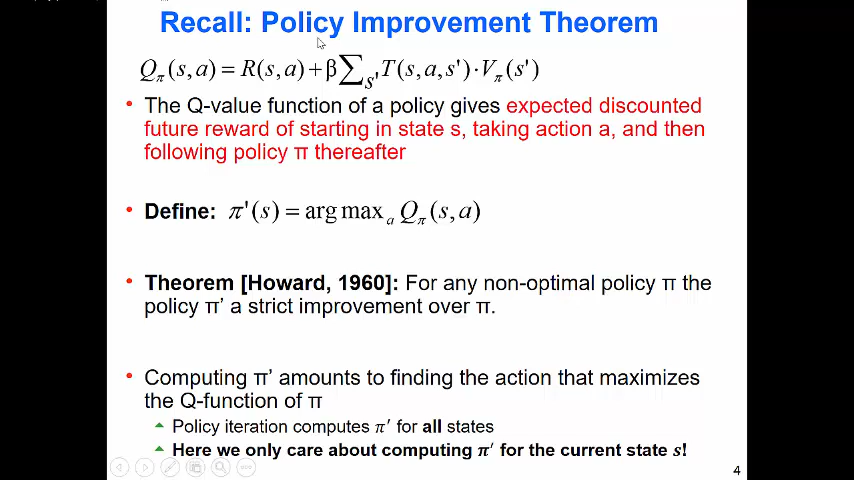 Recall: Policy Improvement Theorem
Qπ(s,a) = R(s,a) + β∑s' T(s,a,s')·Vπ(s')
• The Q-value function of a policy gives expected discounted
future reward of starting in state s, taking action a, and then
following policy π thereafter
• Define: π'(s) = arg maxa Qπ(s,a)
• Theorem [Howard, 1960]: For any non-optimal policy π the
policy π’ a strict improvement over π.
• Computing π’ amounts to finding the action that maximizes
the Q-function of π
Policy iteration computes π′ for all states
Here we only care about computing π′ for the current state s!
4